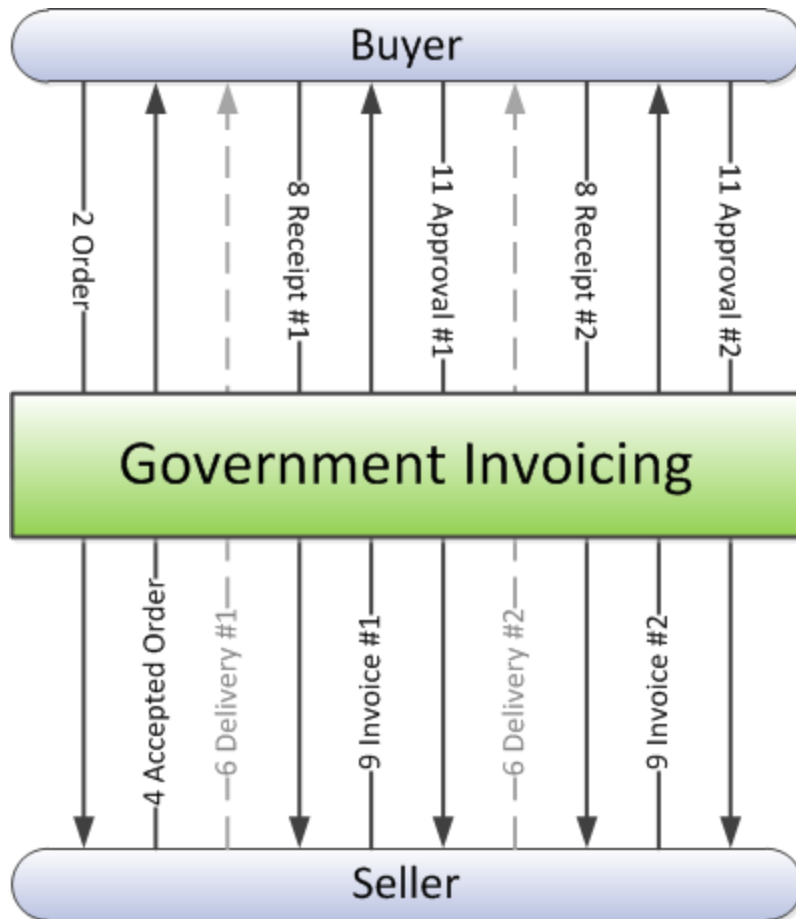 Buyer
2 Order
8 Receipt #1
11 Approval #1
8 Receipt #2
11 Approval #2
Government Invoicing
4 Accepted Order
6 Delivery #1
9 Invoice #1
6 Delivery #2
9 Invoice #2
Seller